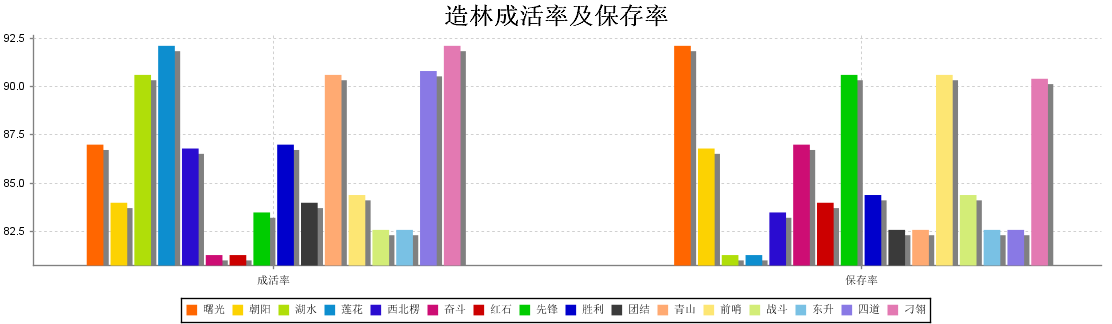 造林成活率及保存率
92.5
90.0
87.5
85.0
82.5
成活率 保存率
曙光 朝阳 湖水 莲花 西北楞 奋斗 红石 先锋 胜利 团结 青山 前哨 战斗 东升 四道 刁翎